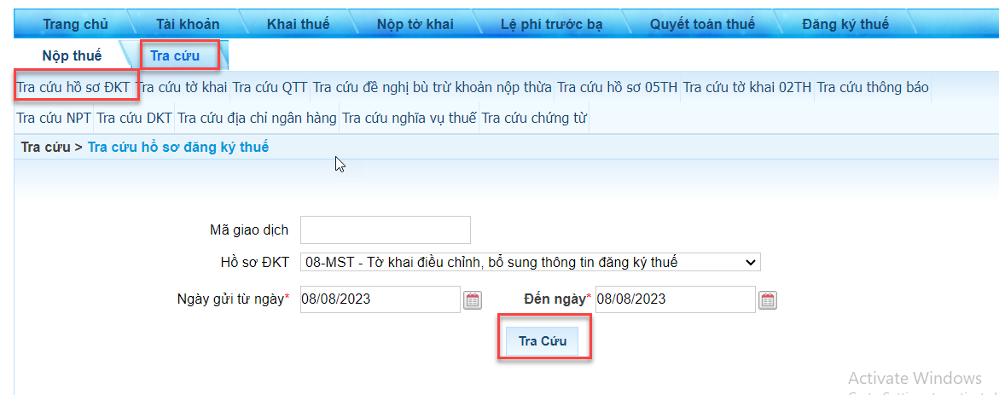 Trang chủ Tài khoản Khai thuế Nộp tờ khai Lệ phí trước bạ Quyết toán thuế Đăng ký thuế
Nộp thuế Tra cứu
Tra cứu hồ sơ ĐKT Tra cứu tờ khai Tra cứu QTT Tra cứu đề nghị bù trừ khoản nộp thừa Tra cứu hồ sơ 05TH Tra cứu tờ khai 02TH Tra cứu thông báo
Tra cứu NPT Tra cứu DKT Tra cứu địa chỉ ngân hàng Tra cứu nghĩa vụ thuế Tra cứu chứng từ
Tra cứu > Tra cứu hồ sơ đăng ký thuế
Mã giao dịch
Hồ sơ ĐKT 08-MST - Tờ khai điều chỉnh, bổ sung thông tin đăng ký thuế
Ngày gửi từ ngày* 08/08/2023 Đến ngày* 08/08/2023
Tra Cứu
Activate Windows